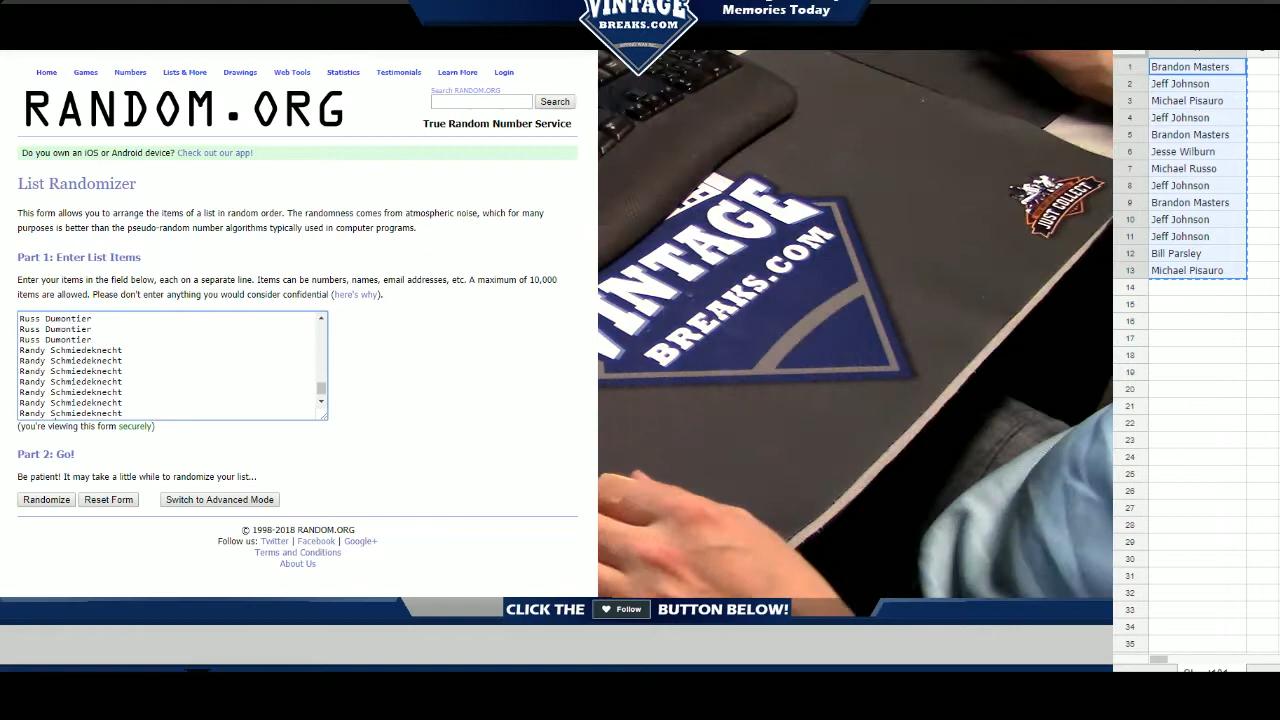 VINTAGE
BREAKS.COM
Memories Today
Home Games Numbers Lists & More Drawings Web Tools Statistics Testimonials Learn More Login
RANDOM.ORG
Search RANDOM.ORG
Search
True Random Number Service
Do you own an iOS or Android device? Check out our app!
List Randomizer
This form allows you to arrange the items of a list in random order. The randomness comes from atmospheric noise, which for many
purposes is better than the pseudo-random number algorithms typically used in computer programs.
Part 1: Enter List Items
Enter your items in the field below, each on a separate line. Items can be numbers, names, email addresses, etc. A maximum of 10,000
items are allowed. Please don't enter anything you would consider confidential (here's why).
Russ Dumontier
Russ Dumontier
Russ Dumontier
Randy Schmiedeknecht
Randy Schmiedeknecht
Randy Schmiedeknecht
Randy Schmiedeknecht
Randy Schmiedeknecht
Randy Schmiedeknecht
Randy Schmiedeknecht
(you're viewing this form securely)
Part 2: Go!
Be patient! It may take a little while to randomize your list...
Randomize Reset Form Switch to Advanced Mode
© 1998-2018 RANDOM.ORG
Follow us: Twitter | Facebook | Google+
Terms and Conditions
About Us
VINTAGE
BREAKS.COM
JUST COLLECT
CLICK THE Follow BUTTON BELOW!
1 Brandon Masters
2 Jeff Johnson
3 Michael Pisauro
4 Jeff Johnson
5 Brandon Masters
6 Jesse Wilburn
7 Michael Russo
8 Jeff Johnson
9 Brandon Masters
10 Jeff Johnson
11 Jeff Johnson
12 Bill Parsley
13 Michael Pisauro
14
15
16
17
18
19
20
21
22
23
24
25
26
27
28
29
30
31
32
33
34
35